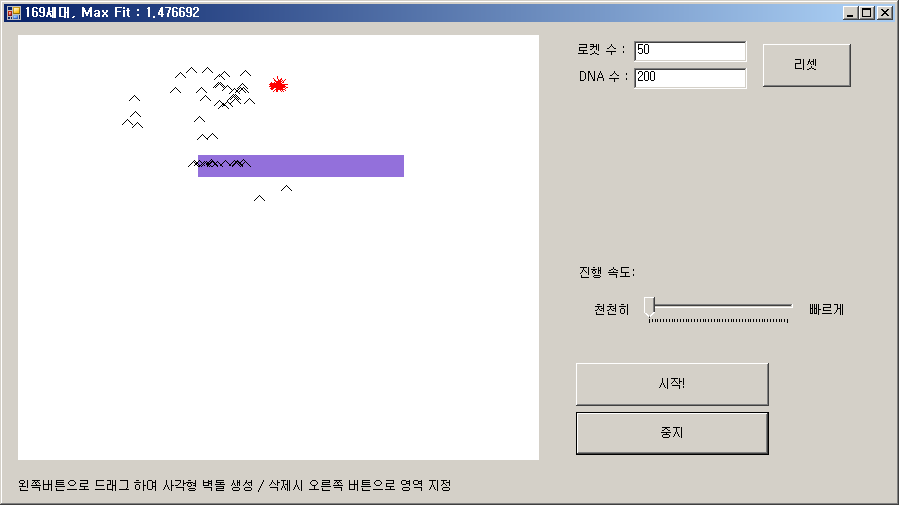 169세대, Max Fit : 1.476692
로켓 수 : 50
리셋
DNA 수 : 200
진행 속도:
천천히 빠르게
시작!
중지
왼쪽버튼으로 드래그 하여 사각형 벽돌 생성 / 삭제시 오른쪽 버튼으로 영역 지정